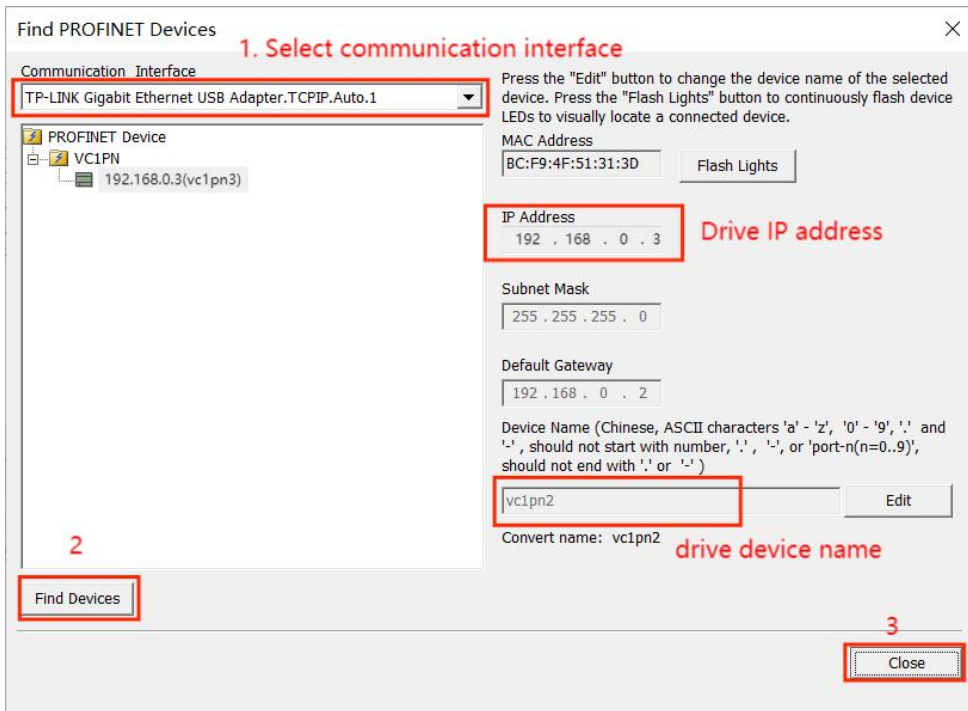 Find PROFINET Devices
1. Select communication interface
Communication Interface
TP-LINK Gigabit Ethernet USB Adapter.TCPIP.Auto.1
PROFINET Device
VC1PN
192.168.0.3(vc1pn3)
2
Find Devices
Press the "Edit" button to change the device name of the selected
device. Press the "Flash Lights" button to continuously flash device
LEDs to visually locate a connected device.
MAC Address
BC:F9:4F:51:31:3D
Flash Lights
IP Address
192 . 168 . 0 . 3
Drive IP address
Subnet Mask
255 . 255 . 255 . 0
Default Gateway
192 . 168 . 0 . 2
Device Name (Chinese, ASCII characters 'a' - 'z', '0' - '9', '.' and
'-' , should not start with number, '.' , '-', or 'port-n(n=0..9)',
should not end with '.' or '-' )
vc1pn2
Edit
Convert name: vc1pn2
drive device name
3
Close